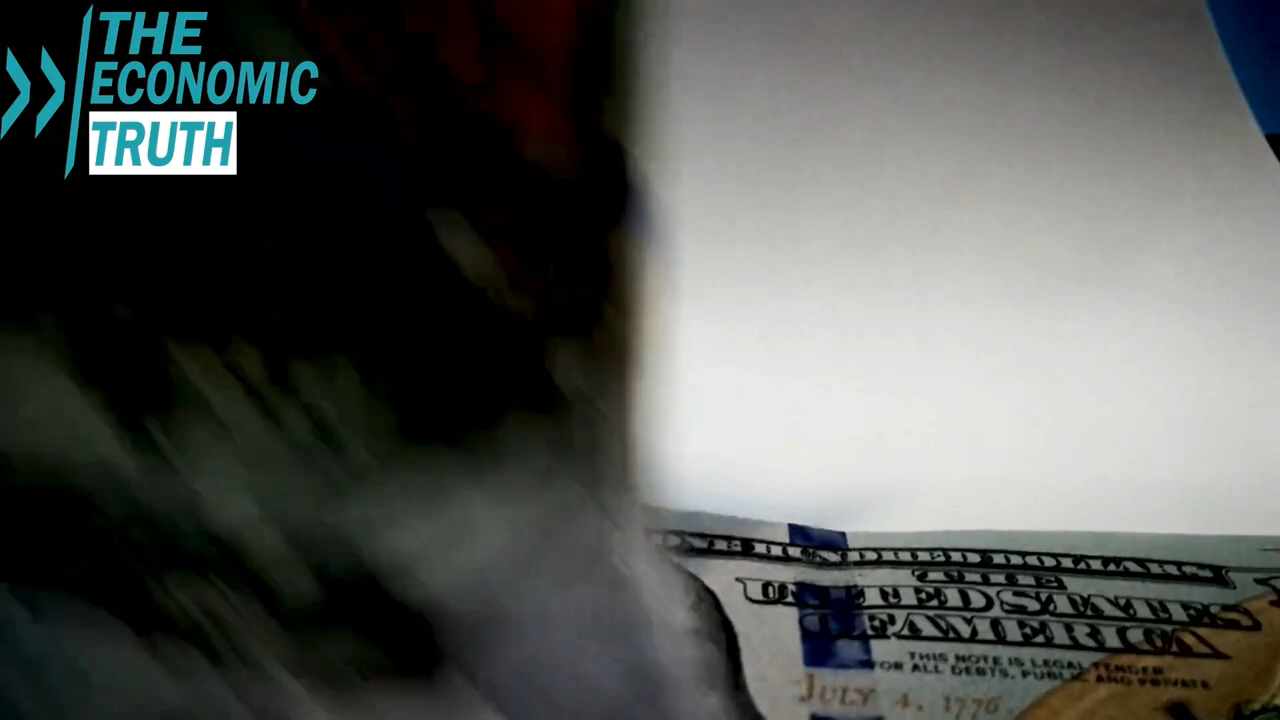 THE
ECONOMIC
TRUTH
ONE HUNDRED DOLLARS
THE
UNITED STATES
OF AMERICA
THIS NOTE IS LEGAL TENDER
FOR ALL DEBTS, PUBLIC AND PRIVATE
JULY 4, 1776